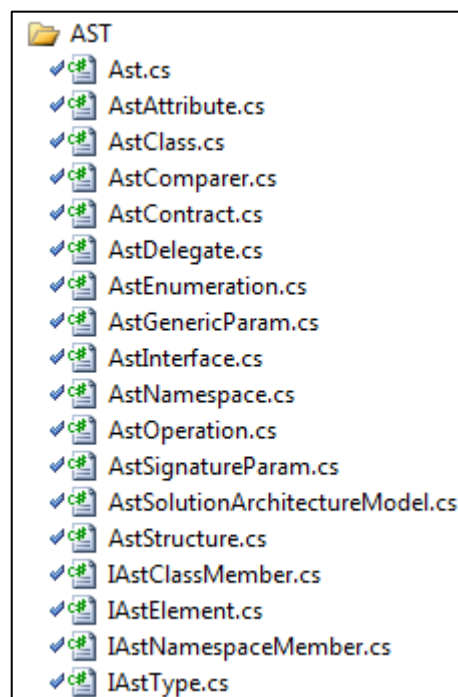 AST
Ast.cs
AstAttribute.cs
AstClass.cs
AstComparer.cs
AstContract.cs
AstDelegate.cs
AstEnumeration.cs
AstGenericParam.cs
AstInterface.cs
AstNamespace.cs
AstOperation.cs
AstSignatureParam.cs
AstSolutionArchitectureModel.cs
AstStructure.cs
IAstClassMember.cs
IAstElement.cs
IAstNamespaceMember.cs
IAstType.cs